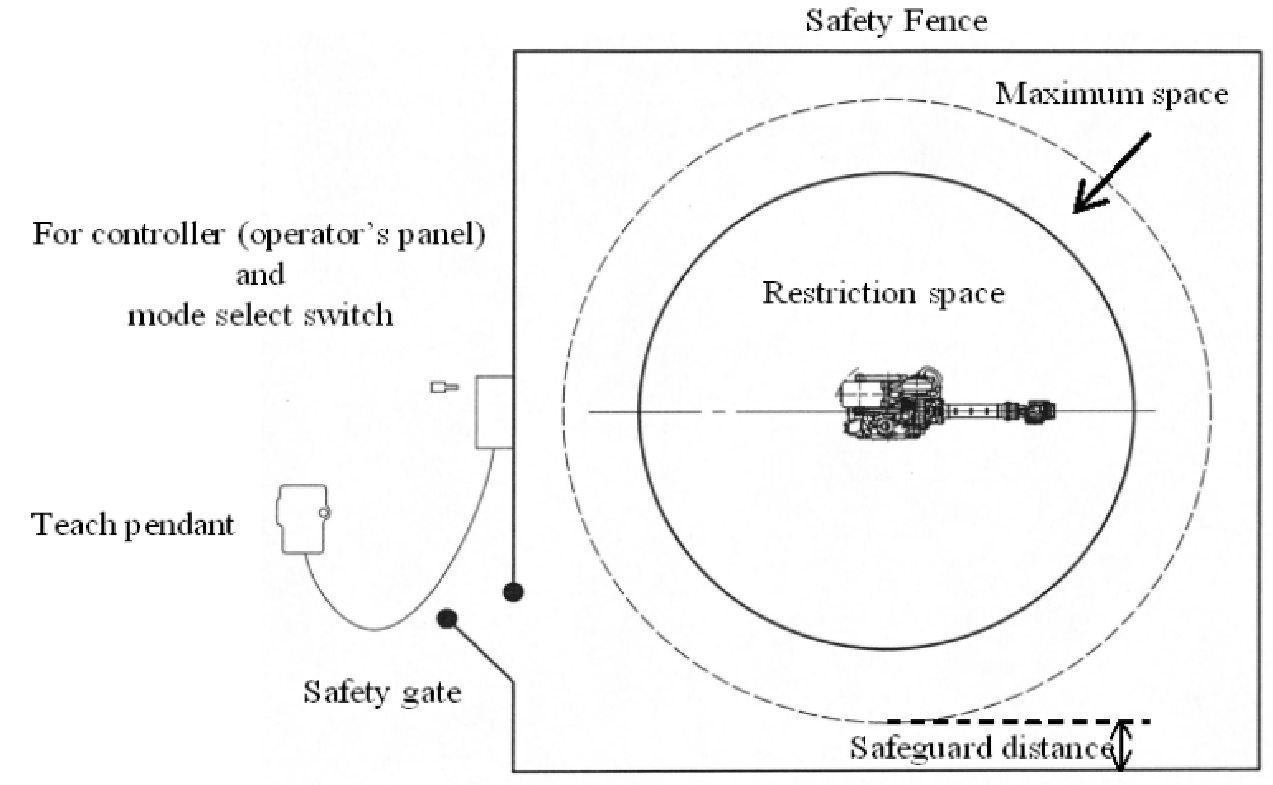 Safety Fence
Maximum space
For controller (operator's panel)
and
mode select switch
Restriction space
Teach pendant
Safety gate
Safeguard distance